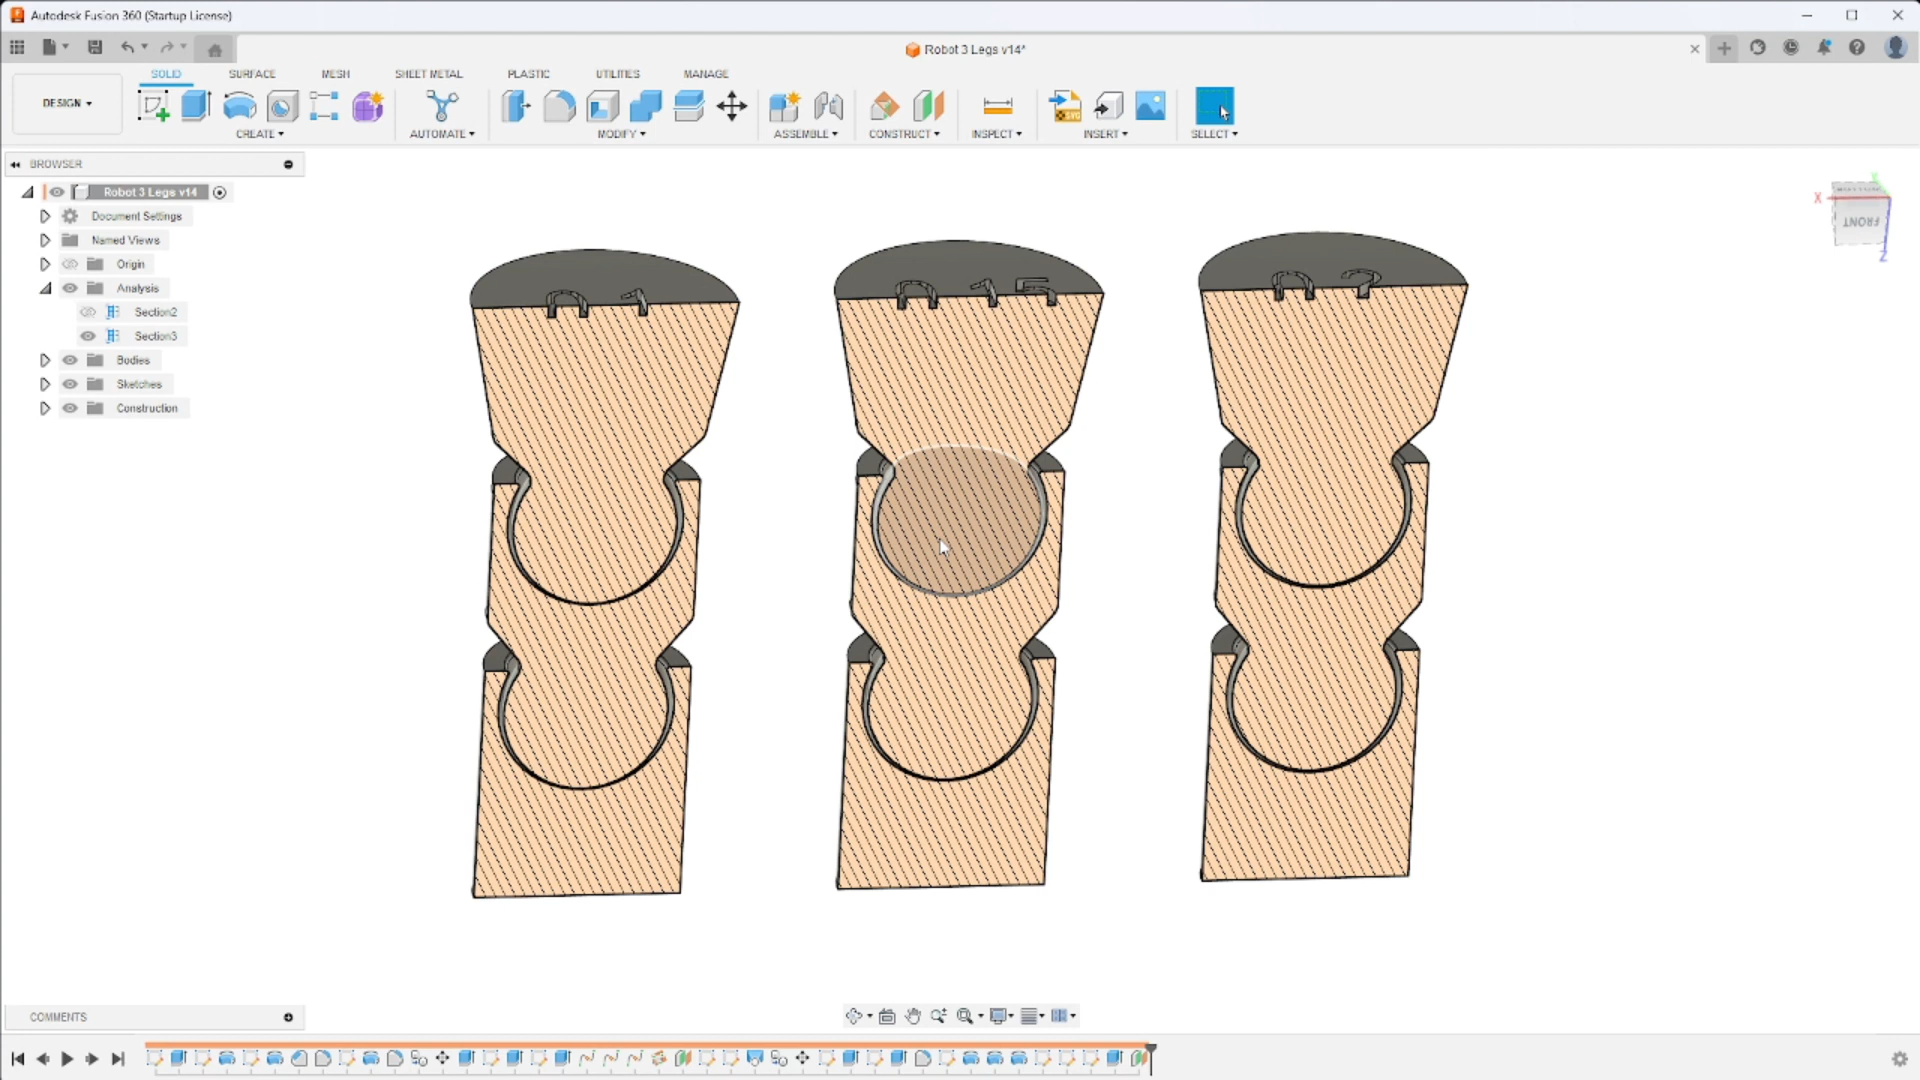 Autodesk Fusion 360 (Startup License)
Robot 3 Legs v14*
SOLID SURFACE MESH SHEET METAL PLASTIC UTILITIES MANAGE
DESIGN
CREATE AUTOMATE MODIFY ASSEMBLE CONSTRUCT INSPECT INSERT SELECT
BROWSER
Robot 3 Legs v14
Document Settings
Named Views
Origin
Analysis
Section2
Section3
Bodies
Sketches
Construction
X
Z
FRONT
COMMENTS